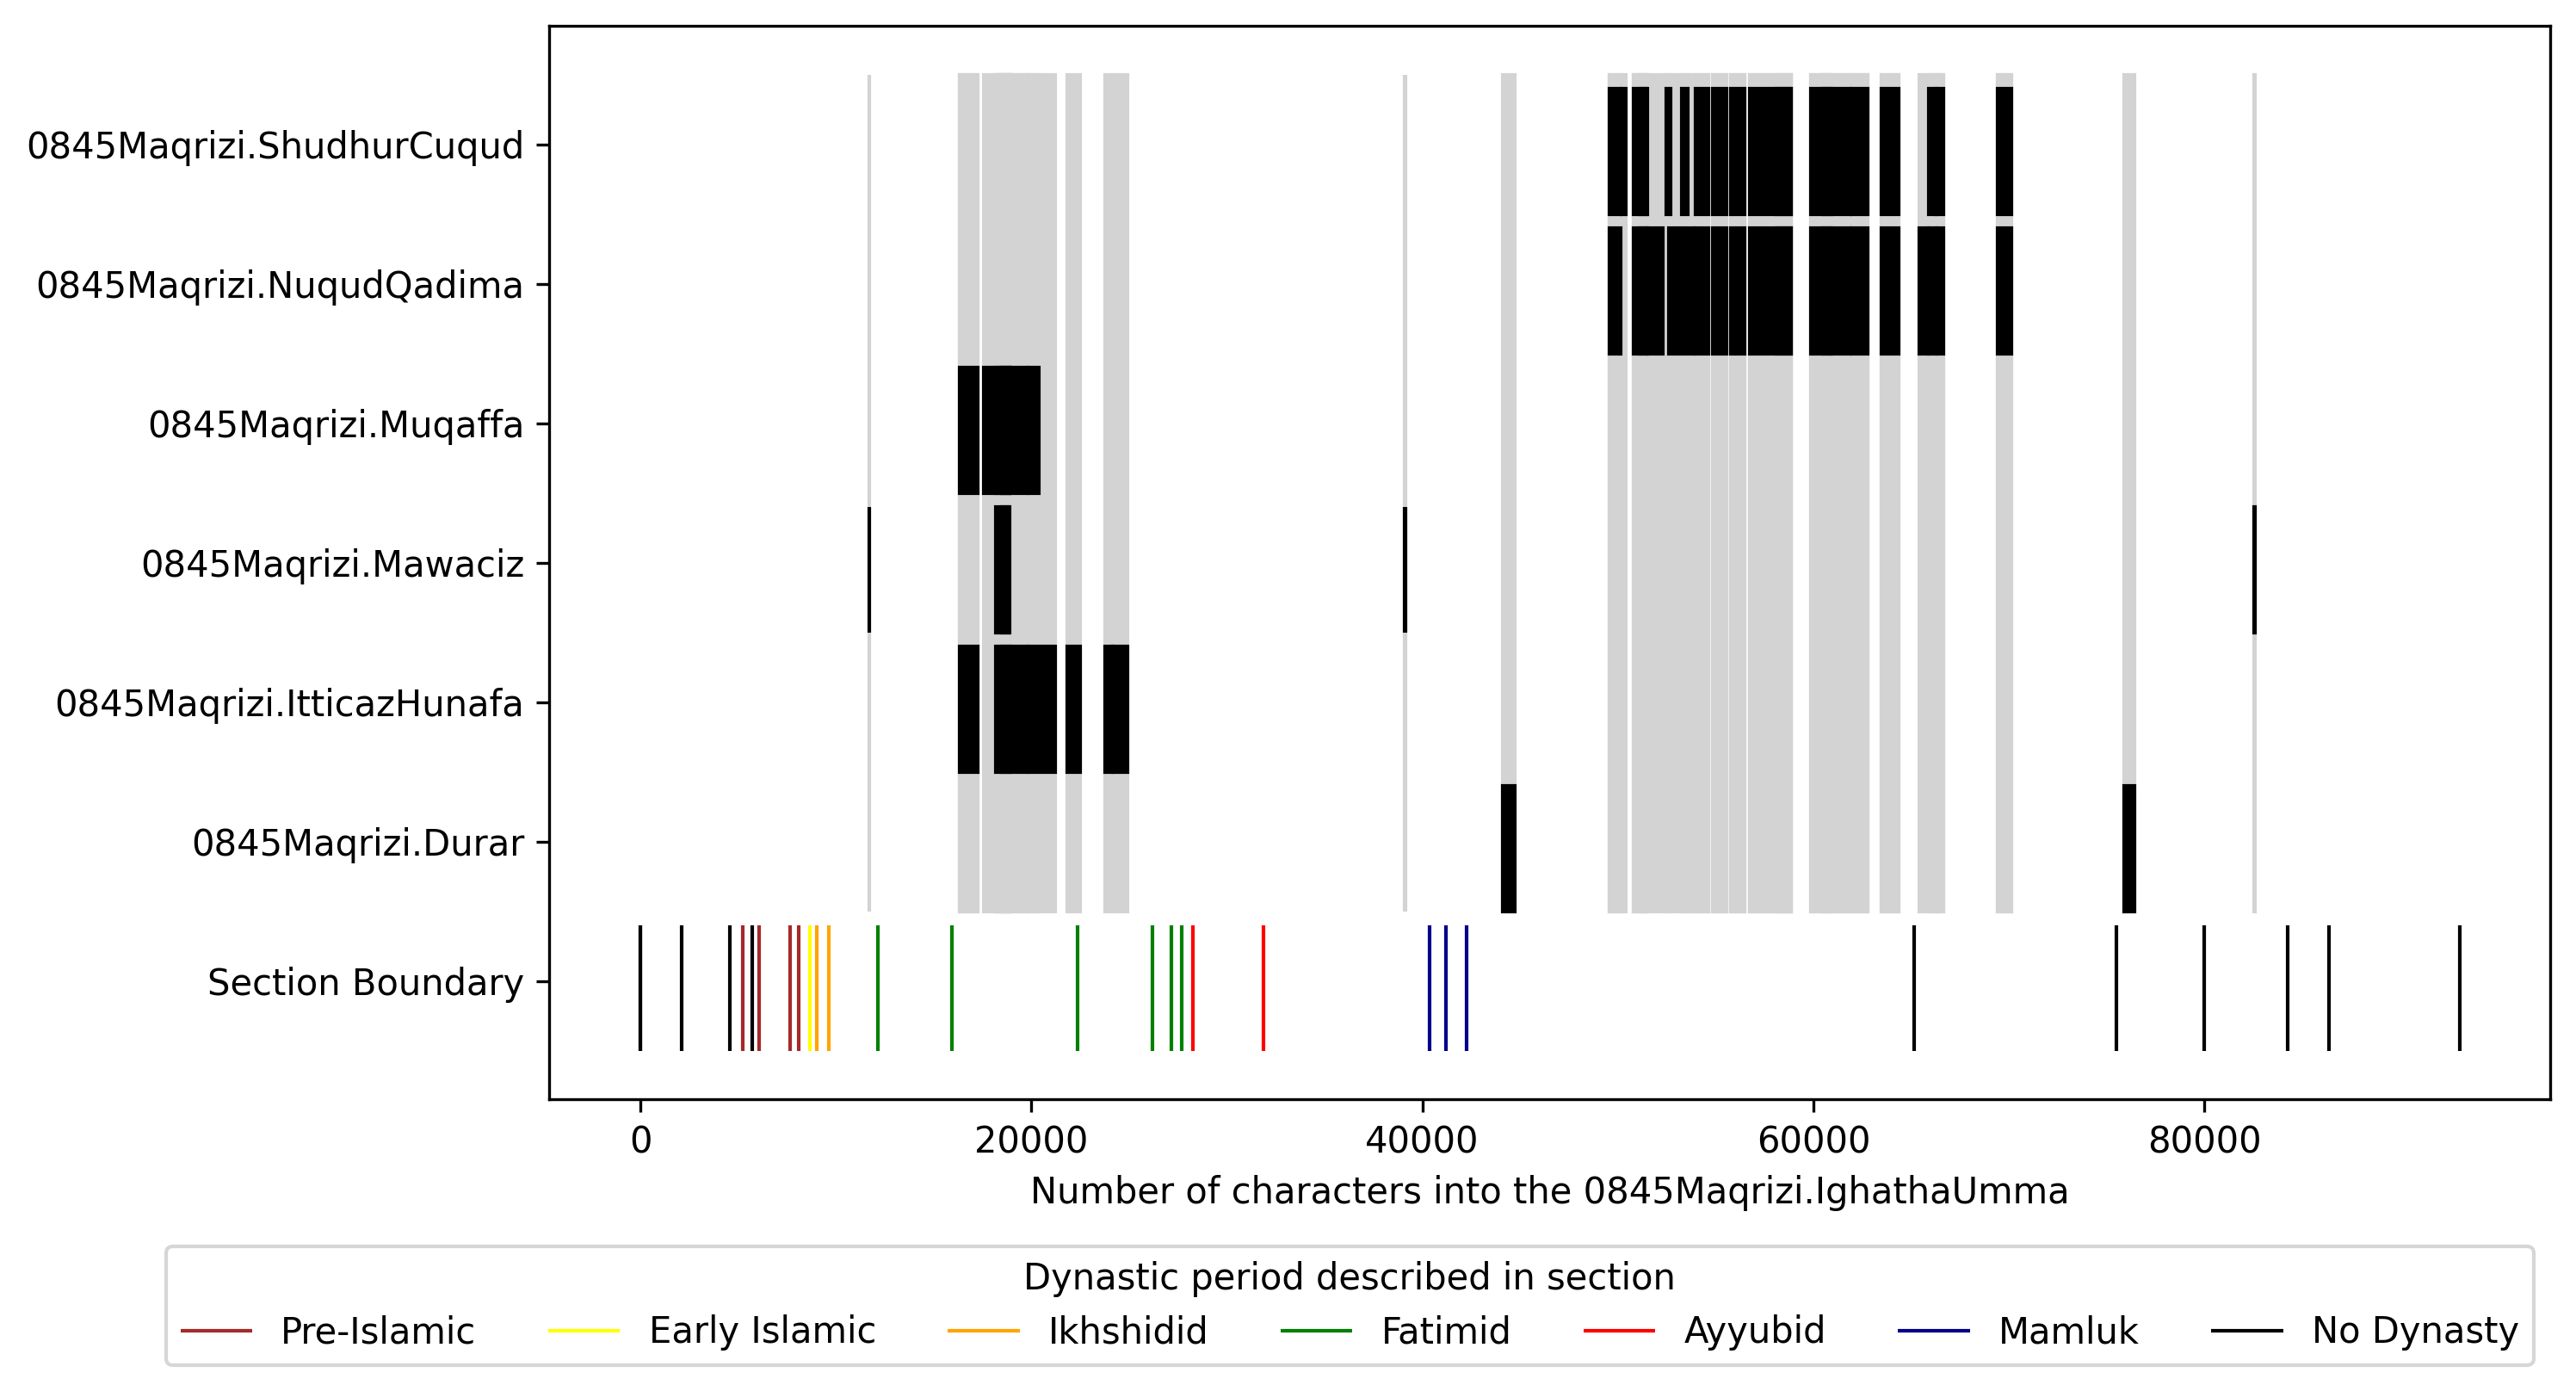 0845Maqrizi.ShudhurCuqud
0845Maqrizi.NuqudQadima
0845Maqrizi.Muqaffa
0845Maqrizi.Mawaciz
0845Maqrizi.ItticazHunafa
0845Maqrizi.Durar
Section Boundary
0 20000 40000 60000 80000
Number of characters into the 0845Maqrizi.IghathaUmma
Dynastic period described in section
Pre-Islamic Early Islamic Ikhshidid Fatimid Ayyubid Mamluk No Dynasty